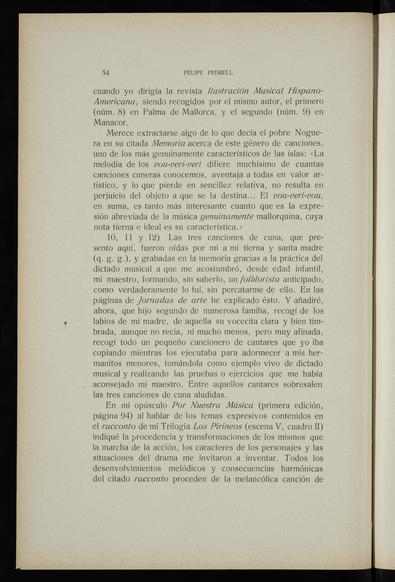 54 FELIPE PEDRELL
cuando yo dirigía la revista Ilustración Musical Hispano-
Americana, siendo recogidos por el mismo autor, el primero
(núm. 8) en Palma de Mallorca, y el segundo (núm. 9) en
Manacor.
Merece extractarse algo de lo que decía el pobre Nogue-
ra en su citada Memoria acerca de este género de canciones,
uno de los más genuinamente característicos de las islas: «La
melodía de los vou-veri-veri difiere muchísimo de cuantas
canciones cuneras conocemos, aventaja a todas en valor ar-
tístico, y lo que pierde en sencillez relativa, no resulta en
perjuicio del objeto a que se la destina... El vou-veri-vou,
en suma, es tanto más interesante cuanto que es la expre-
sión abreviada de la música genuinamente mallorquina, cuya
nota tierna e ideal es su característica.»
10, 11 y 12) Las tres canciones de cuna, que pre-
sento aquí, fueron oídas por mí a mi tierna y santa madre
(q. g. g.), y grabadas en la memoria gracias a la práctica del
dictado musical a que me acostumbró, desde edad infantil,
mi maestro, formando, sin saberlo, un folklorista anticipado,
como verdaderamente lo fuí, sin percatarme de ello. En las
páginas de Jornadas de arte he explicado ésto. Y añadiré,
ahora, que hijo segundo de numerosa familia, recogí de los
labios de mi madre, de aquella su vocecita clara y bien tim-
brada, aunque no recia, ni mucho menos, pero muy afinada,
recogí todo un pequeño cancionero de cantares que yo iba
copiando mientras los ejecutaba para adormecer a mis her-
manitos menores, tomándola como ejemplo vivo de dictado
musical y realizando las pruebas o ejercicios que me había
aconsejado mi maestro. Entre aquellos cantares sobresalen
las tres canciones de cuna aludidas.
En mi opúsculo Por Nuestra Música (primera edición,
página 94) al hablar de los temas expresivos contenidos en
el racconto de mi Trilogía Los Pirineos (escena V, cuadro II)
indiqué la procedencia y transformaciones de los mismos que
la marcha de la acción, los caracteres de los personajes y las
situaciones del drama me invitaron a inventar. Todos los
desenvolvimientos melódicos y consecuencias harmónicas
del citado racconto proceden de la melancólica canción de